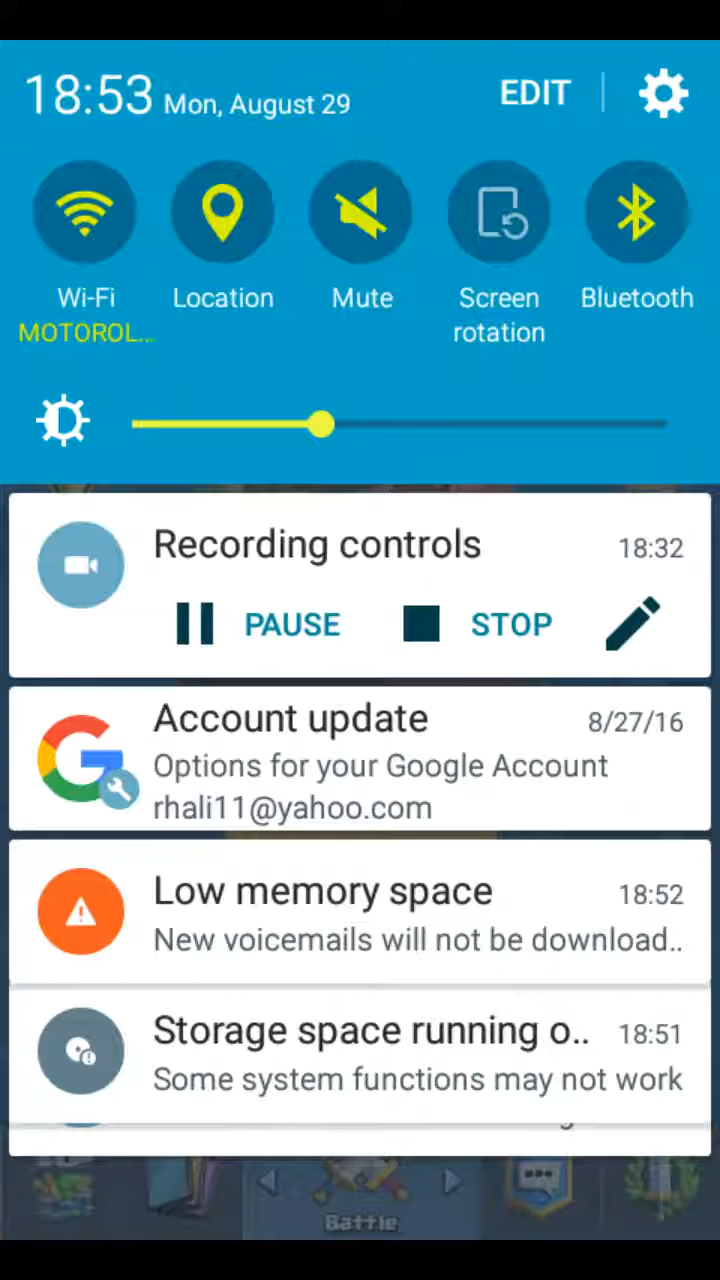 18:53 Mon, August 29 EDIT
Wi-Fi Location Mute Screen rotation Bluetooth
MOTOROL...
Recording controls 18:32
PAUSE STOP
Account update 8/27/16
Options for your Google Account
rhali11@yahoo.com
Low memory space 18:52
New voicemails will not be download..
Storage space running o.. 18:51
Some system functions may not work
Battle